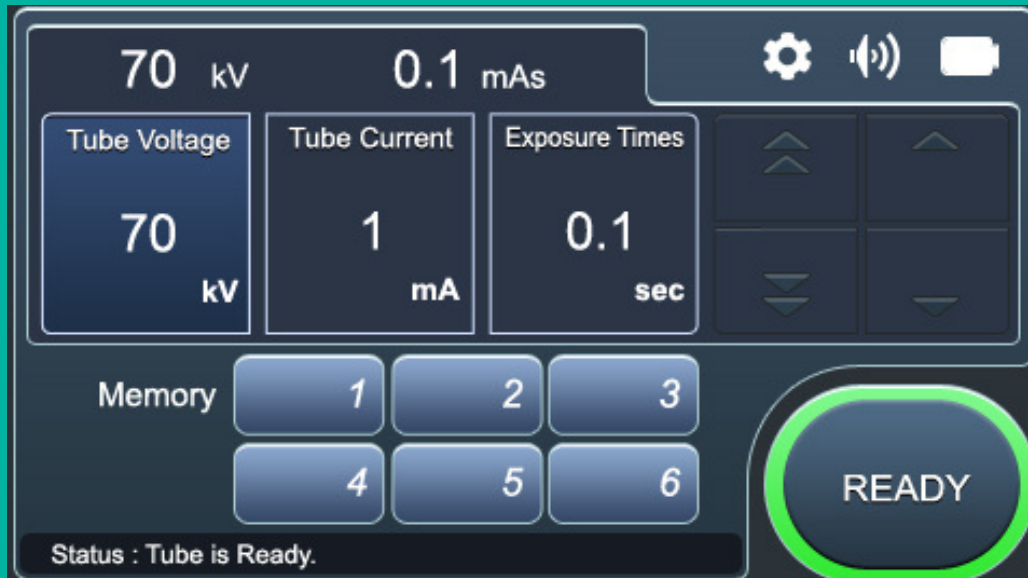 70 kV 0.1 mAs
Tube Voltage Tube Current Exposure Times
70 1 0.1
kV mA sec
Memory 1 2 3
4 5 6
READY
Status : Tube is Ready.